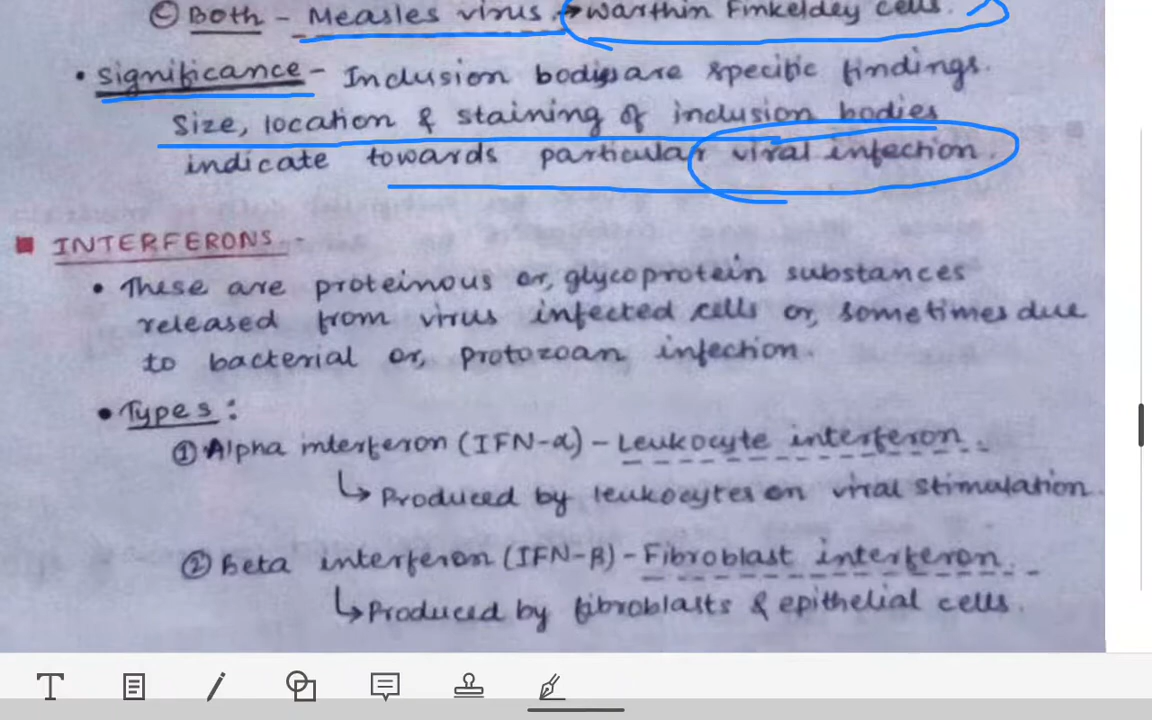 © Both - Measles virus → Warthin Finkeldey cells.
• Significance - Inclusion bodies are specific findings.
Size, location & staining of inclusion bodies
indicate towards particular viral infection.
■ INTERFERONS -
• These are proteinous or, glycoprotein substances
released from virus infected cells or, sometimes due
to bacterial or, protozoan infection.
• Types :
① Alpha interferon (IFN-α) - Leukocyte interferon.
↳ Produced by leukocytes on viral stimulation.
② Beta interferon (IFN-β) - Fibroblast interferon.
↳ Produced by fibroblasts & epithelial cells.
T